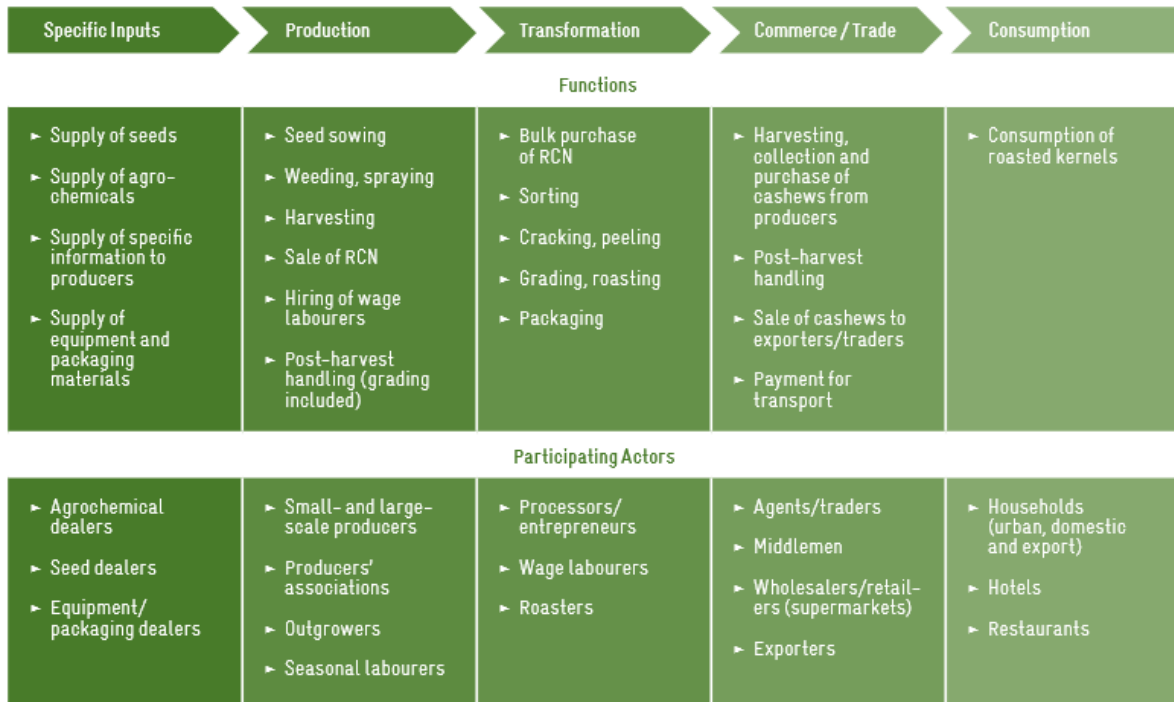 Specific Inputs
Production
Transformation
Commerce / Trade
Consumption
Functions
► Supply of seeds
► Supply of agro-
chemicals
► Supply of specific
information to
producers
► Supply of
equipment and
packaging
materials
► Seed sowing
► Weeding, spraying
► Harvesting
► Sale of RCN
► Hiring of wage
labourers
► Post-harvest
handling (grading
included)
► Bulk purchase
of RCN
► Sorting
► Cracking, peeling
► Grading, roasting
► Packaging
► Harvesting,
collection and
purchase of
cashews from
producers
► Post-harvest
handling
► Sale of cashews to
exporters/traders
► Payment for
transport
► Consumption of
roasted kernels
Participating Actors
► Agrochemical
dealers
► Seed dealers
► Equipment/
packaging dealers
► Small- and large-
scale producers
► Producers'
associations
► Outgrowers
► Seasonal labourers
► Processors/
entrepreneurs
► Wage labourers
► Roasters
► Agents/traders
► Middlemen
► Wholesalers/retail-
ers (supermarkets)
► Exporters
► Households
(urban, domestic
and export)
► Hotels
► Restaurants